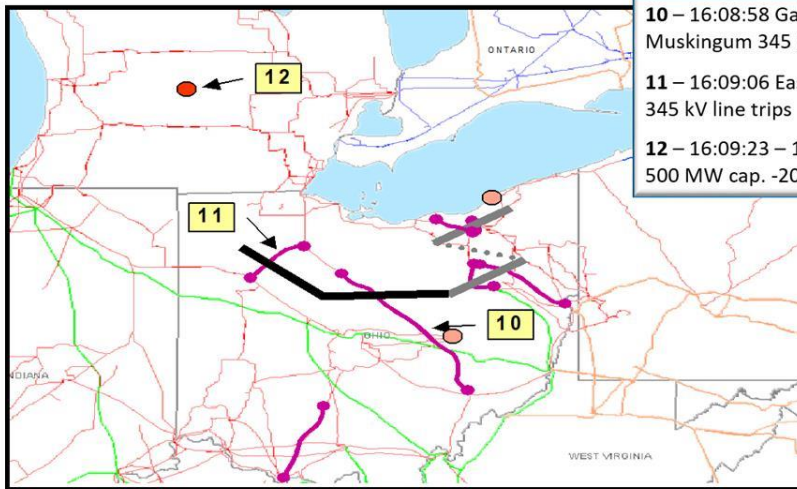 10 – 16:08:58 Ga
Muskingum 345
11 – 16:09:06 Ea
345 kV line trips
12 – 16:09:23 – 1
500 MW cap. -20
ONTARIO
12
11
10
OHIO
NDIANA
WEST VIRGINIA